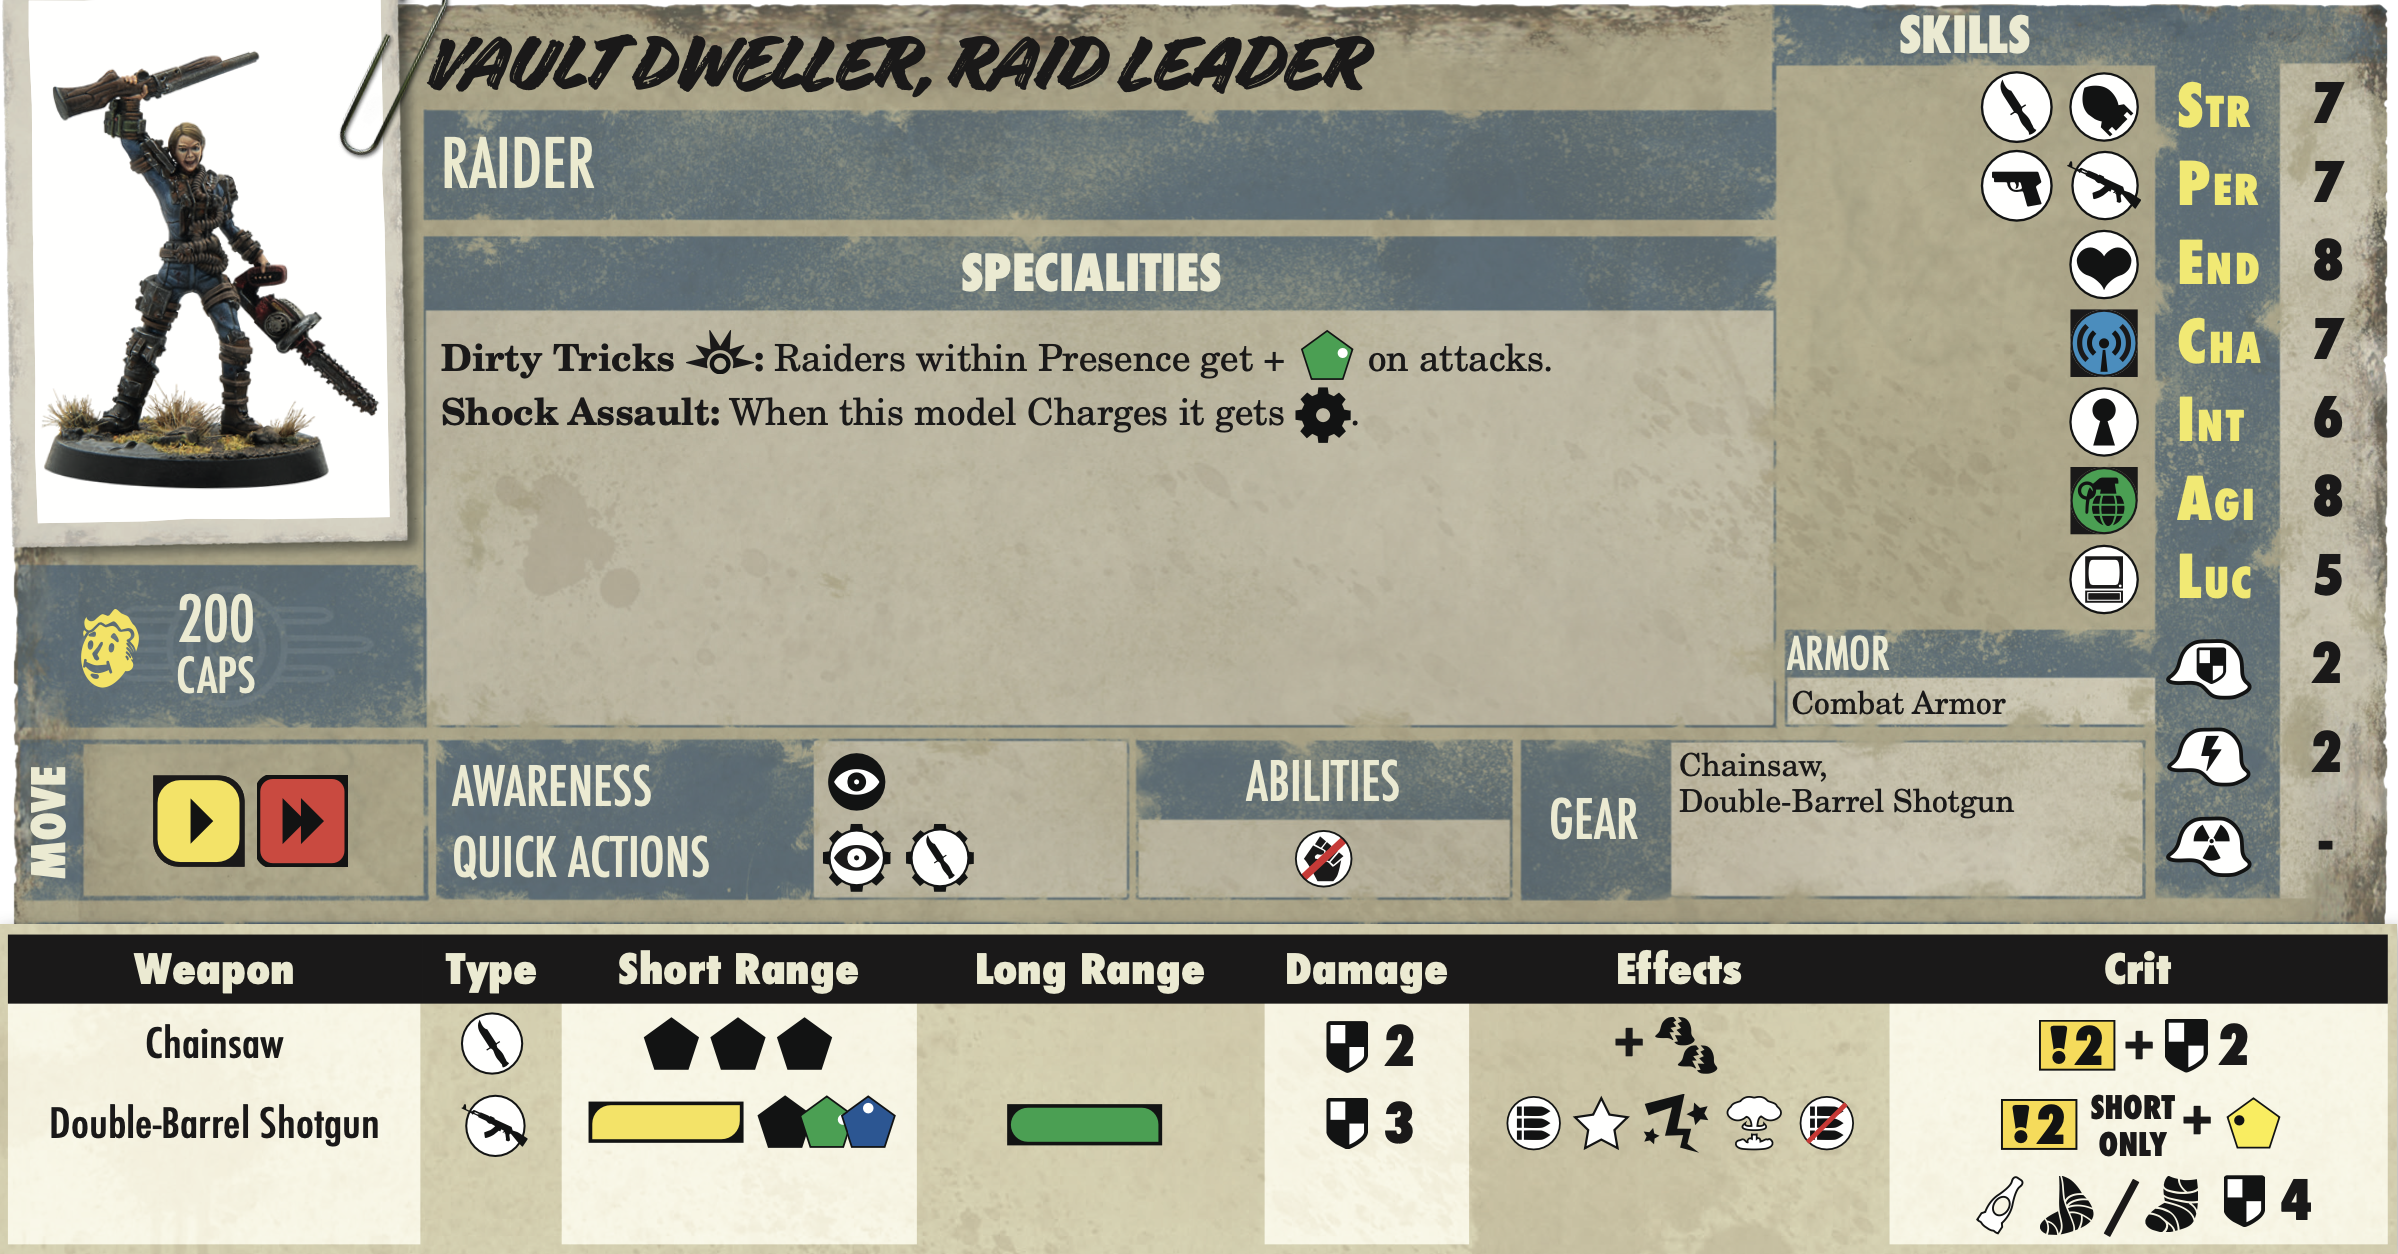 VAULT DWELLER, RAID LEADER
RAIDER
SPECIALITIES
Dirty Tricks : Raiders within Presence get + on attacks.
Shock Assault: When this model Charges it gets .
200
CAPS
MOVE
AWARENESS
QUICK ACTIONS
ABILITIES
GEAR
Chainsaw,
Double-Barrel Shotgun
SKILLS
STR 7
PER 7
END 8
CHA 7
INT 6
AGI 8
LUC 5
ARMOR
Combat Armor
2
2
-
Weapon Type Short Range Long Range Damage Effects Crit
Chainsaw 2 + !2 + 2
Double-Barrel Shotgun 3 !2 SHORT ONLY +
/ 4